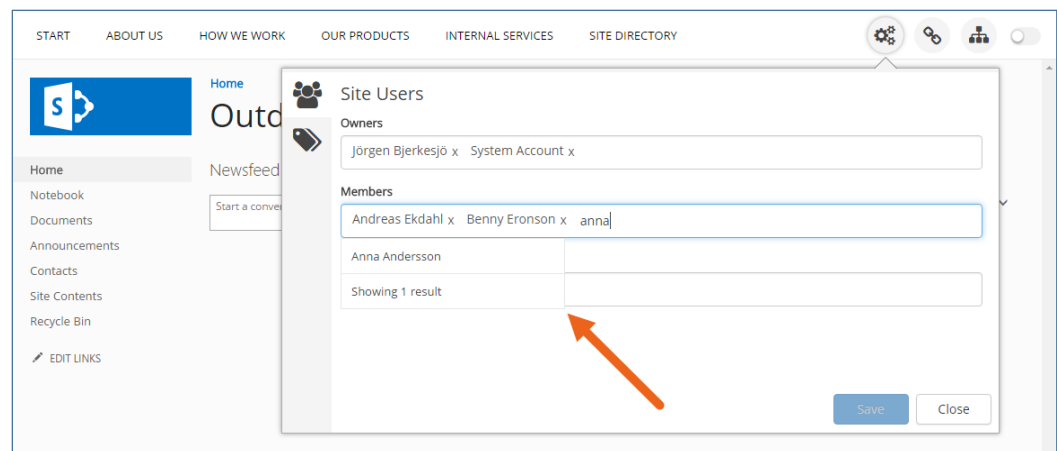 START ABOUT US HOW WE WORK OUR PRODUCTS INTERNAL SERVICES SITE DIRECTORY
S
Home
Outd
Newsfeed
Start a conve
Home
Notebook
Documents
Announcements
Contacts
Site Contents
Recycle Bin
EDIT LINKS
Site Users
Owners
Jörgen Bjerkesjö x System Account x
Members
Andreas Ekdahl x Benny Eronson x anna
Anna Andersson
Showing 1 result
Save Close